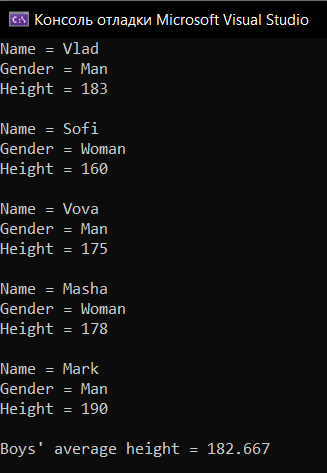 C:\ Консоль отладки Microsoft Visual Studio
Name = Vlad
Gender = Man
Height = 183
Name = Sofi
Gender = Woman
Height = 160
Name = Vova
Gender = Man
Height = 175
Name = Masha
Gender = Woman
Height = 178
Name = Mark
Gender = Man
Height = 190
Boys' average height = 182.667